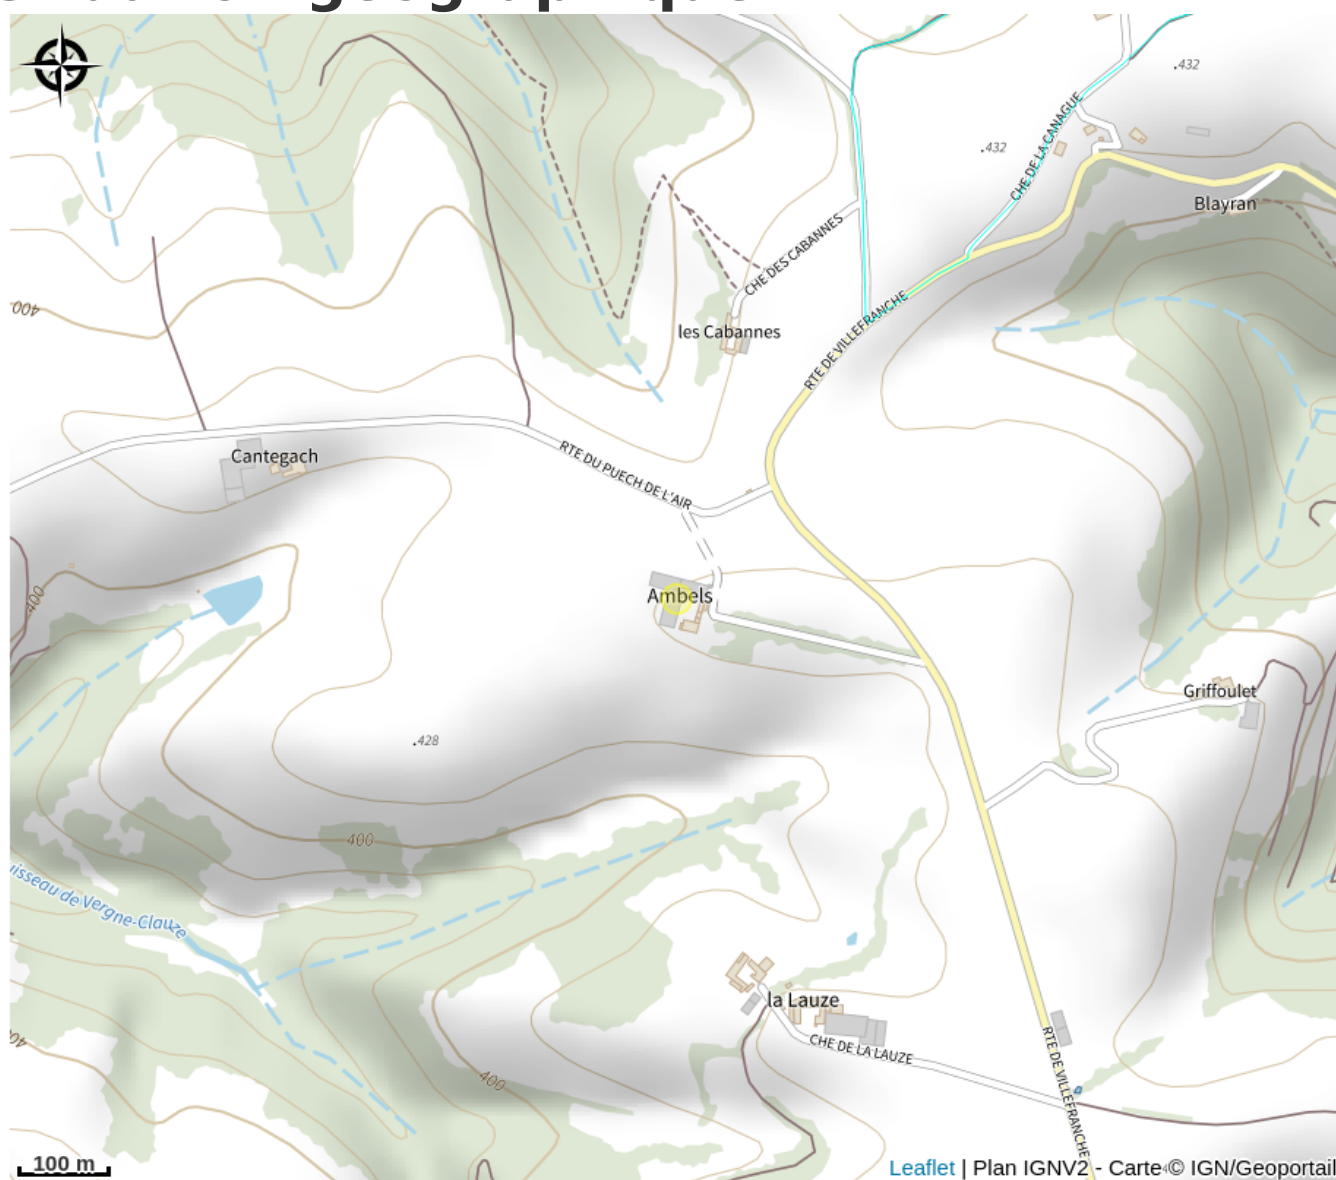 432
432
CHE DE LA CANAGUE
Blayran
CHE DES CABANNES
400
les Cabannes
RTE DE VILLEFRANCHE
Cantegach
RTE DU PUECH DE L'AIR
Ambels
400
Griffoulet
428
400
uisseau de Vergne-Clauze
la Lauze
CHE DE LA LAUZE
RTE DE VILLEFRANCHE
400
100 m
Leaflet | Plan IGNV2 - Carte © IGN/Geoportail